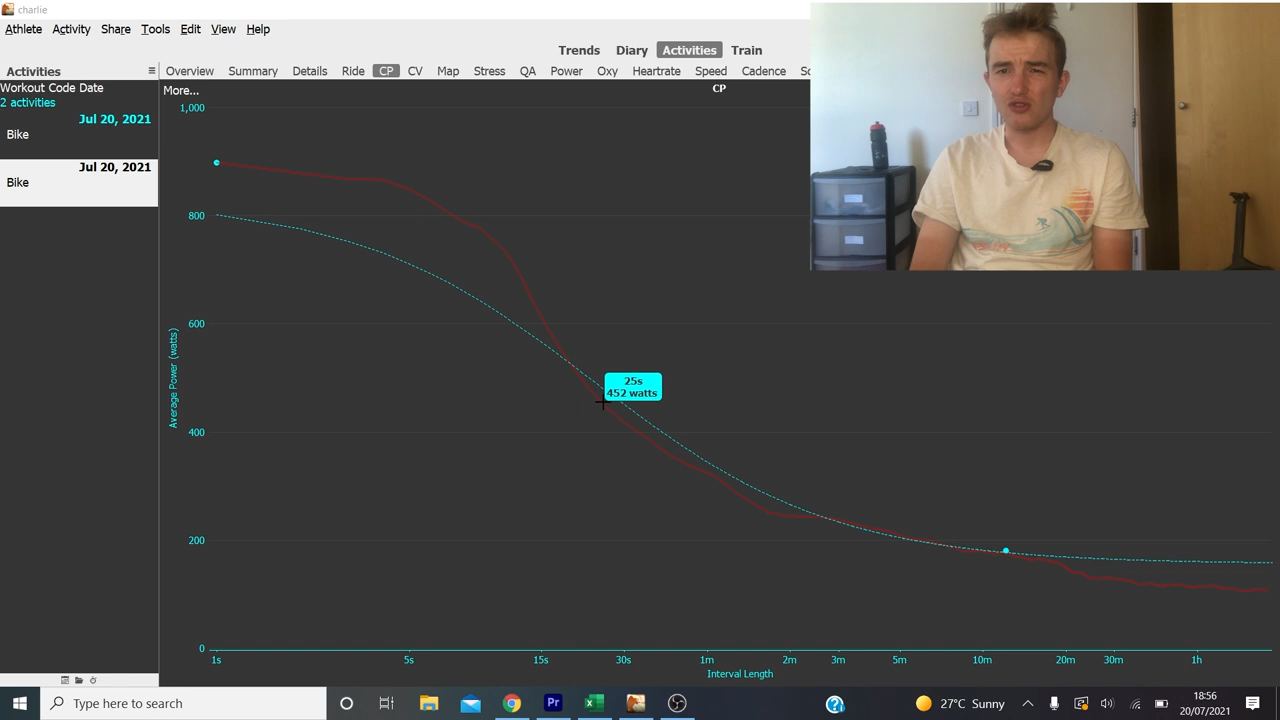 charlie
Athlete Activity Share Tools Edit View Help
Trends Diary Activities Train
Activities
Overview Summary Details Ride CP CV Map Stress QA Power Oxy Heartrate Speed Cadence
Workout Code Date
2 activities
Jul 20, 2021
Bike
Jul 20, 2021
Bike
More...
CP
1,000
800
600
400
200
0
Average Power (watts)
25s
452 watts
1s 5s 15s 30s 1m 2m 3m 5m 10m 20m 30m 1h
Interval Length
Type here to search
Pr
27°C Sunny
18:56
20/07/2021